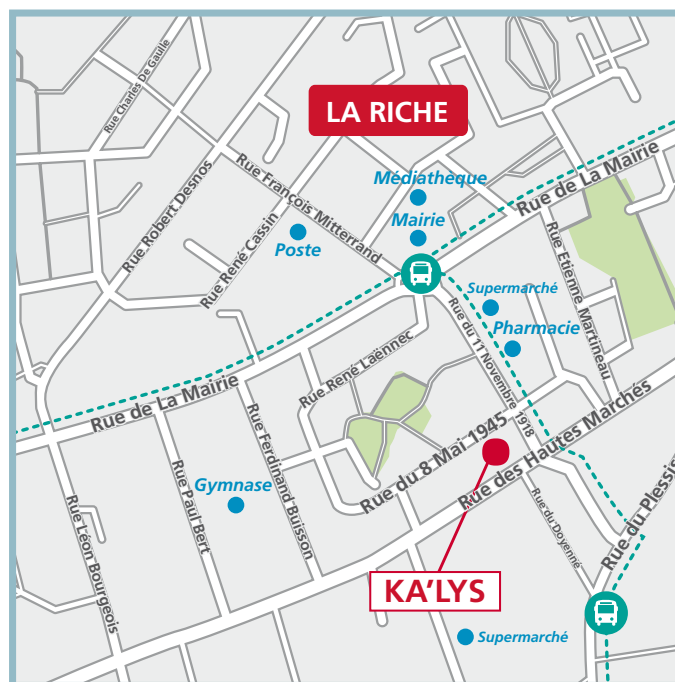 Rue Charles De Gaulle
LA RICHE
Médiathèque
Mairie
Rue de La Mairie
Rue François Mitterrand
Rue Robert Desnos
Rue René Cassin
Poste
Rue Etienne Martineau
Supermarché
Pharmacie
Rue du 11 Novembre 1918
Rue René Laënnec
Rue de La Mairie
Rue Ferdinand Buisson
Rue Paul Bert
Rue Léon Bourgeois
Gymnase
Rue du 8 Mai 1945
Rue des Hautes Marchés
Rue du Doyenné
Rue du Plessis
KA'LYS
Supermarché